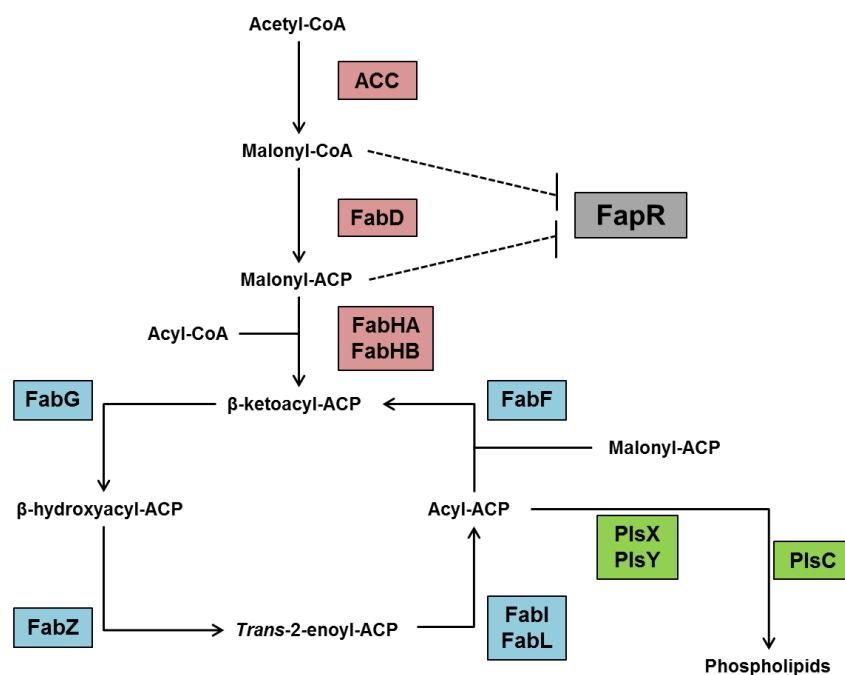 Acetyl-CoA
ACC
Malonyl-CoA
FapR
FabD
Malonyl-ACP
Acyl-CoA
FabHA
FabHB
FabG
β-ketoacyl-ACP
FabF
Malonyl-ACP
β-hydroxyacyl-ACP
Acyl-ACP
PlsX
PlsY
PlsC
FabZ
Trans-2-enoyl-ACP
FabI
FabL
Phospholipids